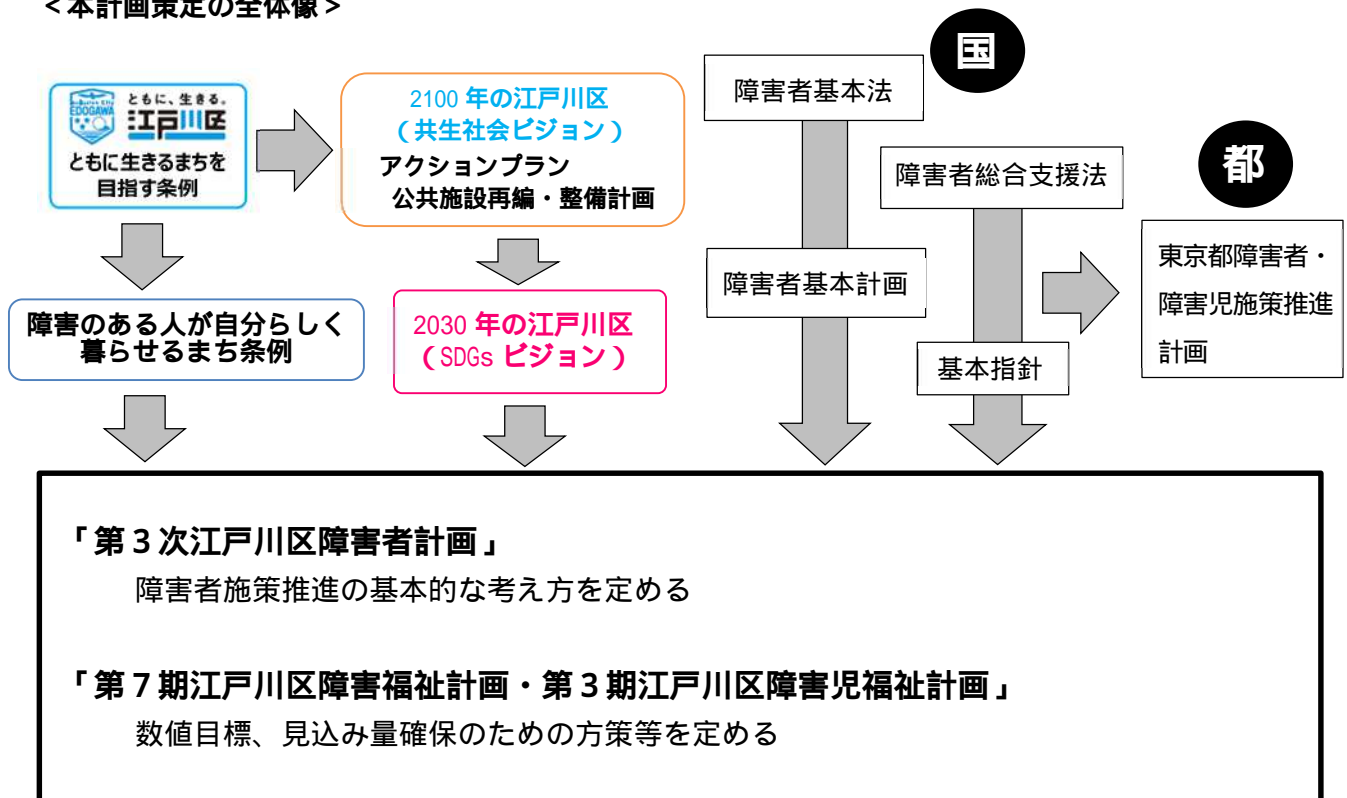 <本計画策定の全体像>
国
EDOGAWA
ともに、生きる。
江戸川区
ともに生きるまちを
目指す条例
2100 年の江戸川区
(共生社会ビジョン)
アクションプラン
公共施設再編・整備計画
障害者基本法
障害者総合支援法
都
東京都障害者・
障害児施策推進
計画
障害者基本計画
基本指針
障害のある人が自分らしく
暮らせるまち条例
2030 年の江戸川区
(SDGs ビジョン)
「第3次江戸川区障害者計画」
障害者施策推進の基本的な考え方を定める
「第7期江戸川区障害福祉計画・第3期江戸川区障害児福祉計画」
数値目標、見込み量確保のための方策等を定める